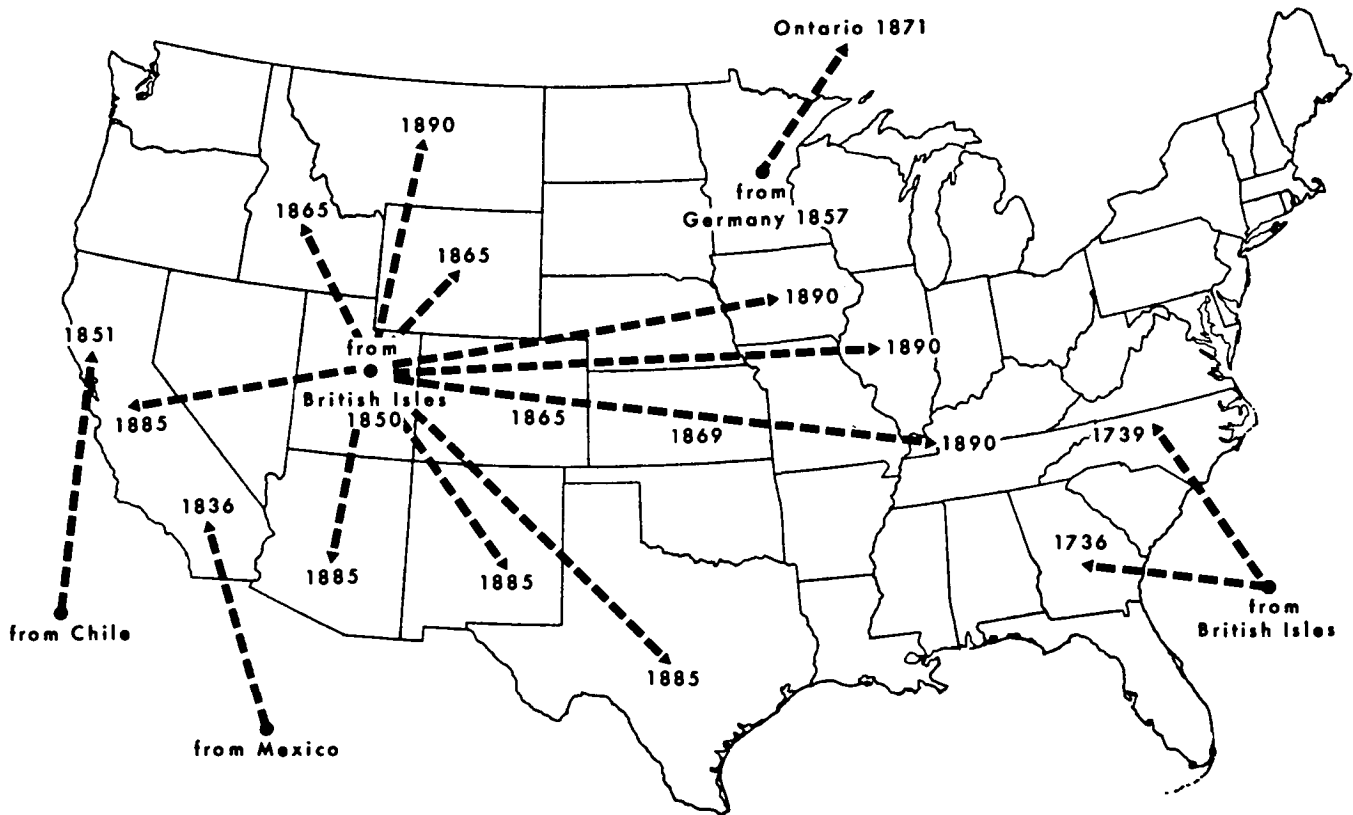 Ontario 1871
1890
from
Germany 1857
1865
1865
1890
1851
from
1890
British Isles
1885
1850
1865
1869
1890
1739
1836
1736
1885
1885
from
British Isles
from Chile
1885
from Mexico